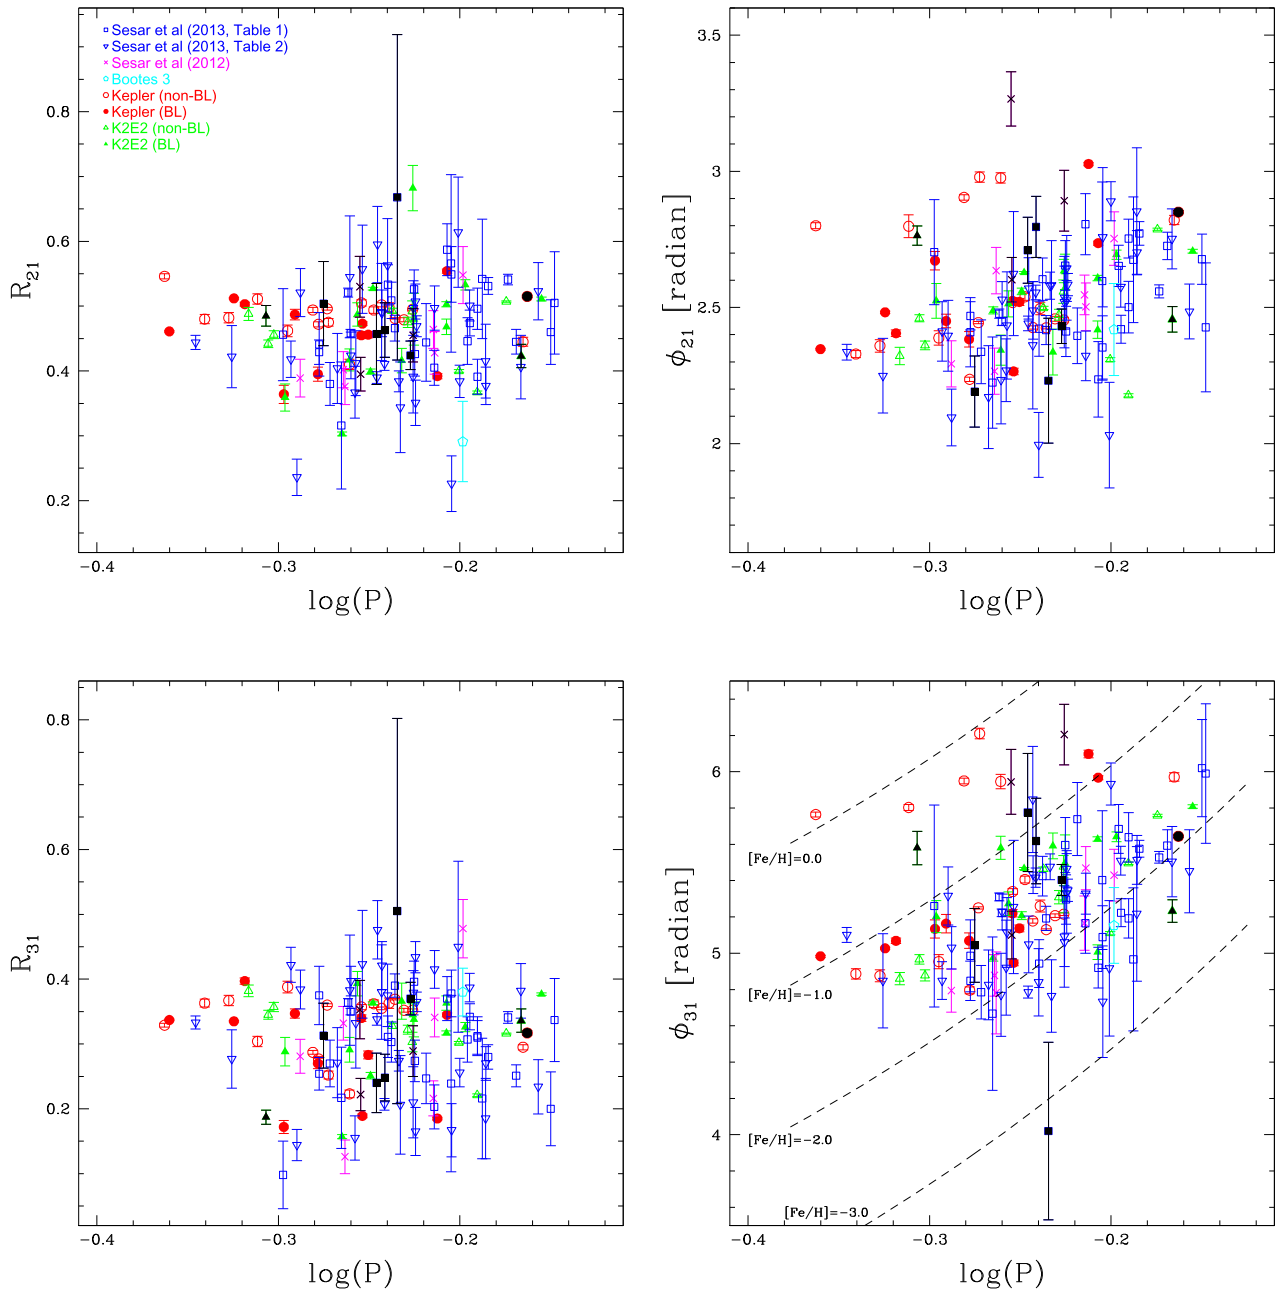 Sesar et al (2013, Table 1)
Sesar et al (2013, Table 2)
Sesar et al (2012)
Bootes 3
Kepler (non-BL)
Kepler (BL)
K2E2 (non-BL)
K2E2 (BL)
0.8
0.6
0.4
0.2
R21
−0.4
−0.3
−0.2
log(P)
3.5
3
2.5
2
ϕ21 [radian]
−0.4
−0.3
−0.2
log(P)
0.8
0.6
0.4
0.2
R31
−0.4
−0.3
−0.2
log(P)
6
5
4
ϕ31 [radian]
[Fe/H]=0.0
[Fe/H]=−1.0
[Fe/H]=−2.0
[Fe/H]=−3.0
−0.4
−0.3
−0.2
log(P)